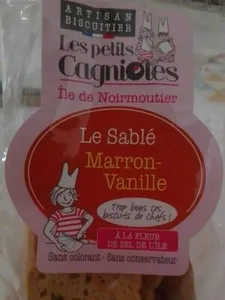 ARTISAN
BISCUITIER
Les petits
Cagniotes
Île de Noirmoutier
Le Sablé
Marron-
Vanille
Trop bons ces
biscuits de chefs!
À LA FLEUR
DE SEL DE L'ÎLE
Sans colorant - Sans conservateur